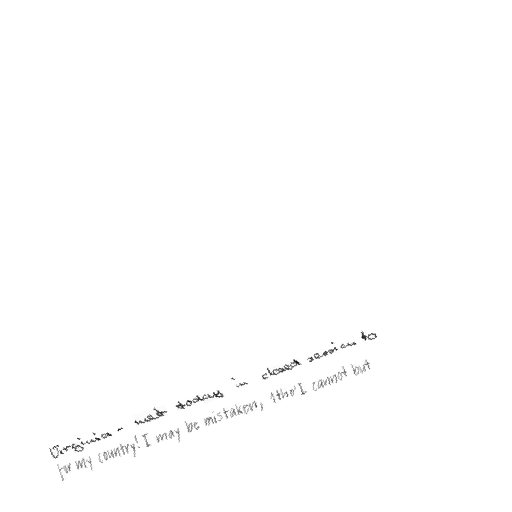 Virginia, met today in closed session to
for my country! I may be mistaken, tho' I cannot but